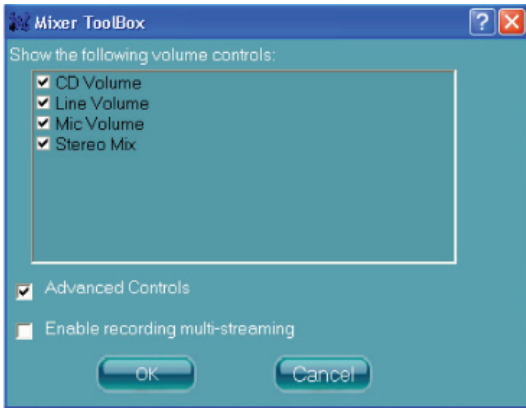 Mixer ToolBox
Show the following volume controls:
CD Volume
Line Volume
Mic Volume
Stereo Mix
Advanced Controls
Enable recording multi-streaming
OK
Cancel